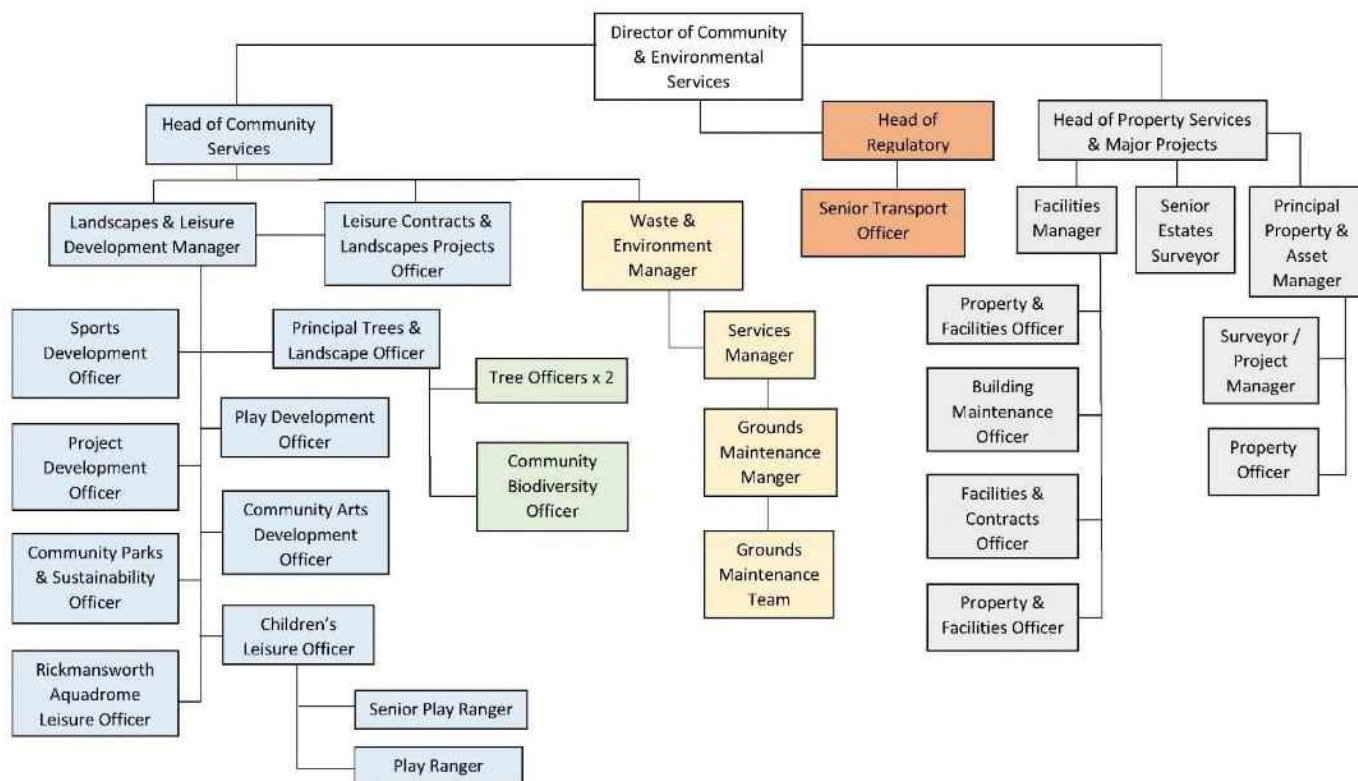 Director of Community
& Environmental
Services
Head of Community
Services
Head of
Regulatory
Head of Property Services
& Major Projects
Landscapes & Leisure
Development Manager
Leisure Contracts &
Landscapes Projects
Officer
Waste &
Environment
Manager
Senior Transport
Officer
Facilities
Manager
Senior
Estates
Surveyor
Principal
Property &
Asset
Manager
Sports
Development
Officer
Principal Trees &
Landscape Officer
Tree Officers x 2
Community
Biodiversity
Officer
Play Development
Officer
Project
Development
Officer
Community Arts
Development
Officer
Community Parks
& Sustainability
Officer
Children's
Leisure Officer
Rickmansworth
Aquadrome
Leisure Officer
Senior Play Ranger
Play Ranger
Services
Manager
Grounds
Maintenance
Manger
Grounds
Maintenance
Team
Property &
Facilities Officer
Building
Maintenance
Officer
Facilities &
Contracts
Officer
Property &
Facilities Officer
Surveyor /
Project
Manager
Property
Officer